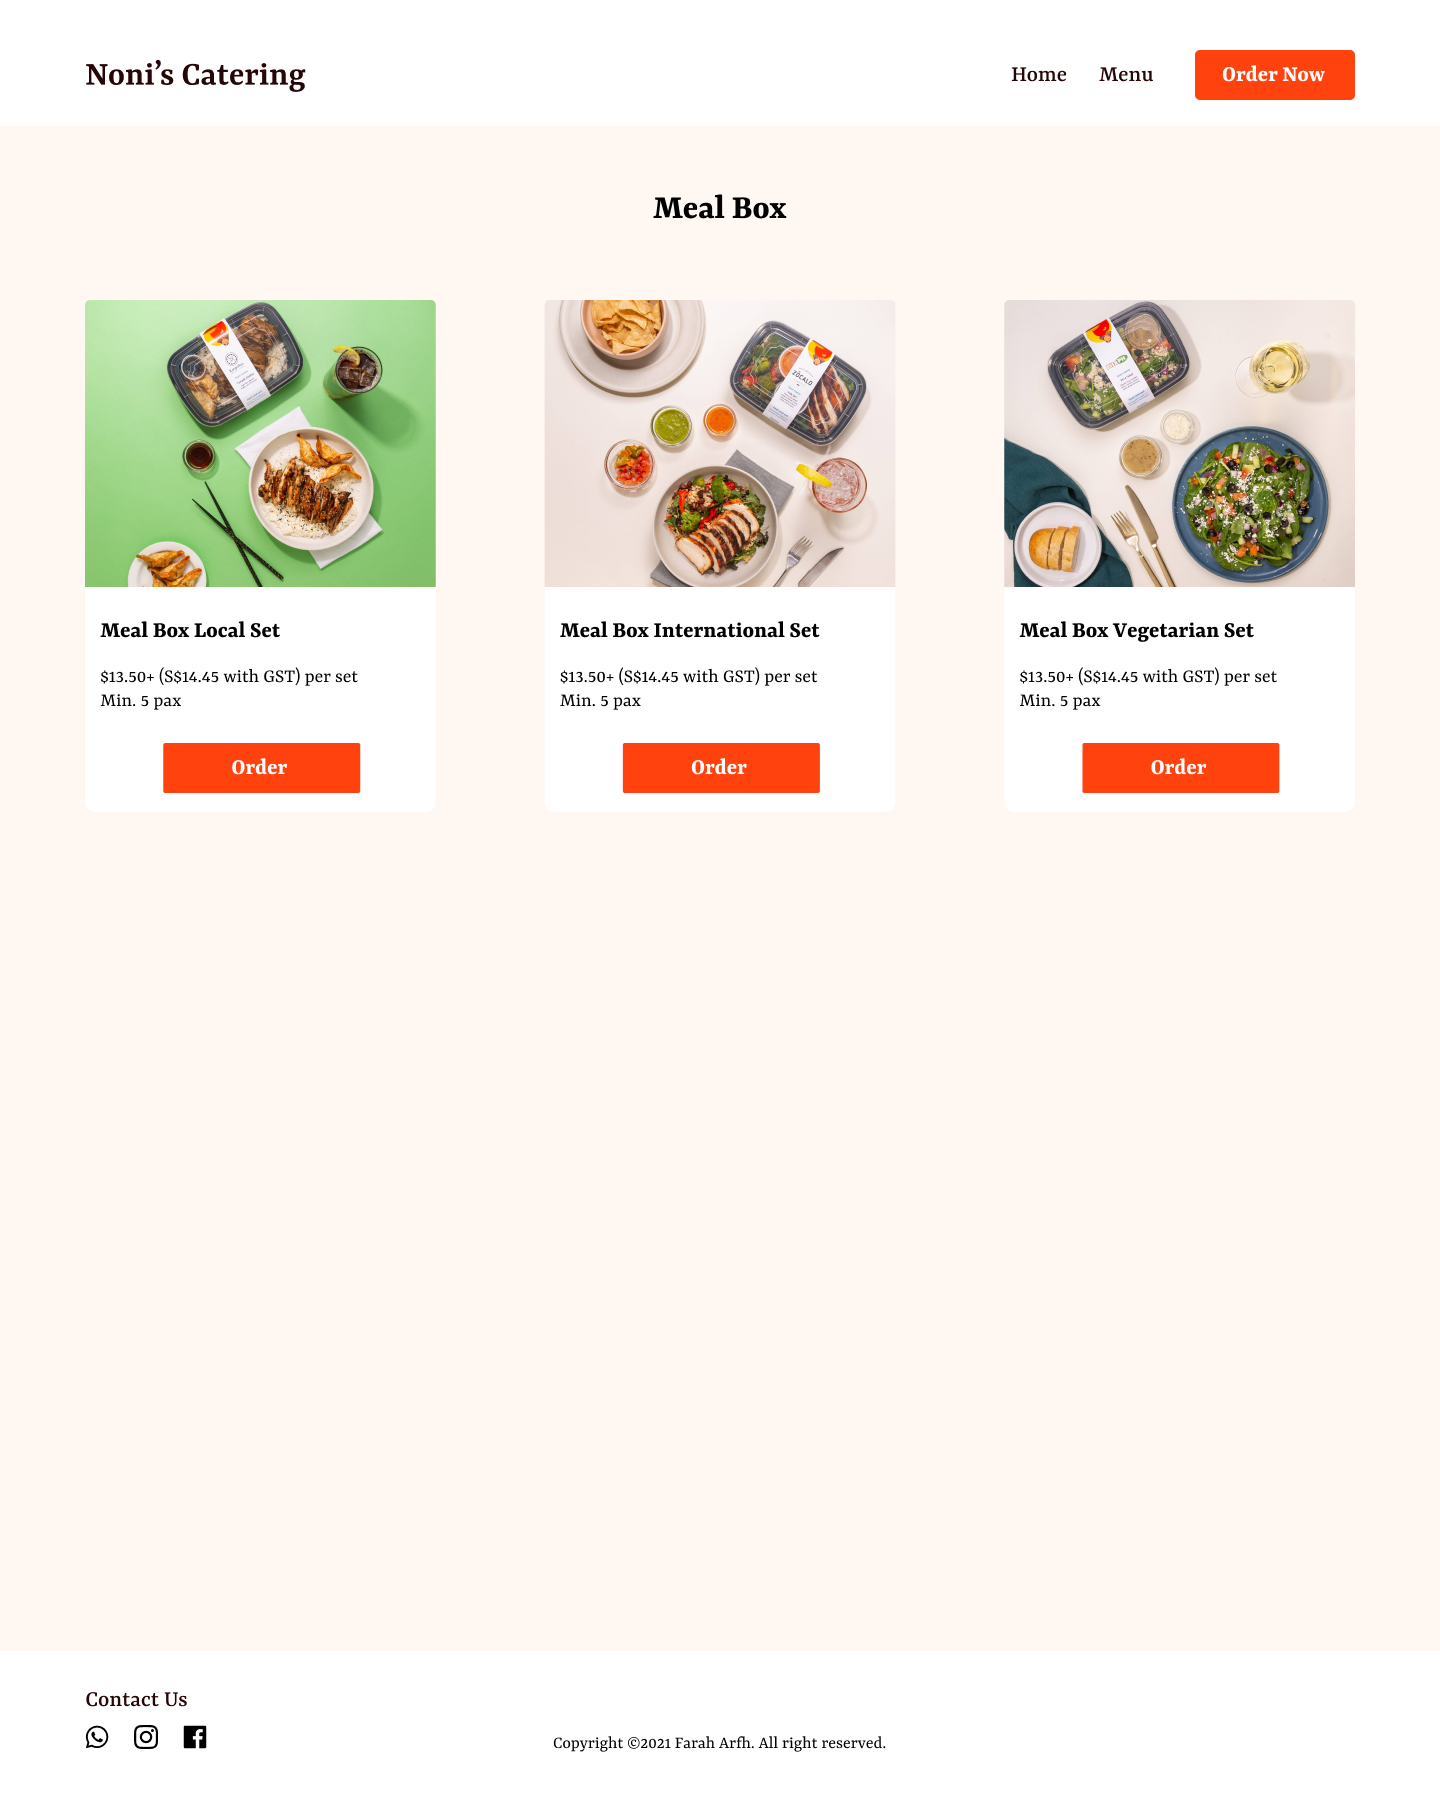 Noni’s Catering
Home
Menu
Order Now
Meal Box
ZÓCALO
Meal Box Local Set
$13.50+ (S$14.45 with GST) per set
Min. 5 pax
Order
Meal Box International Set
$13.50+ (S$14.45 with GST) per set
Min. 5 pax
Order
Meal Box Vegetarian Set
$13.50+ (S$14.45 with GST) per set
Min. 5 pax
Order
Contact Us
Copyright ©2021 Farah Arfh. All right reserved.